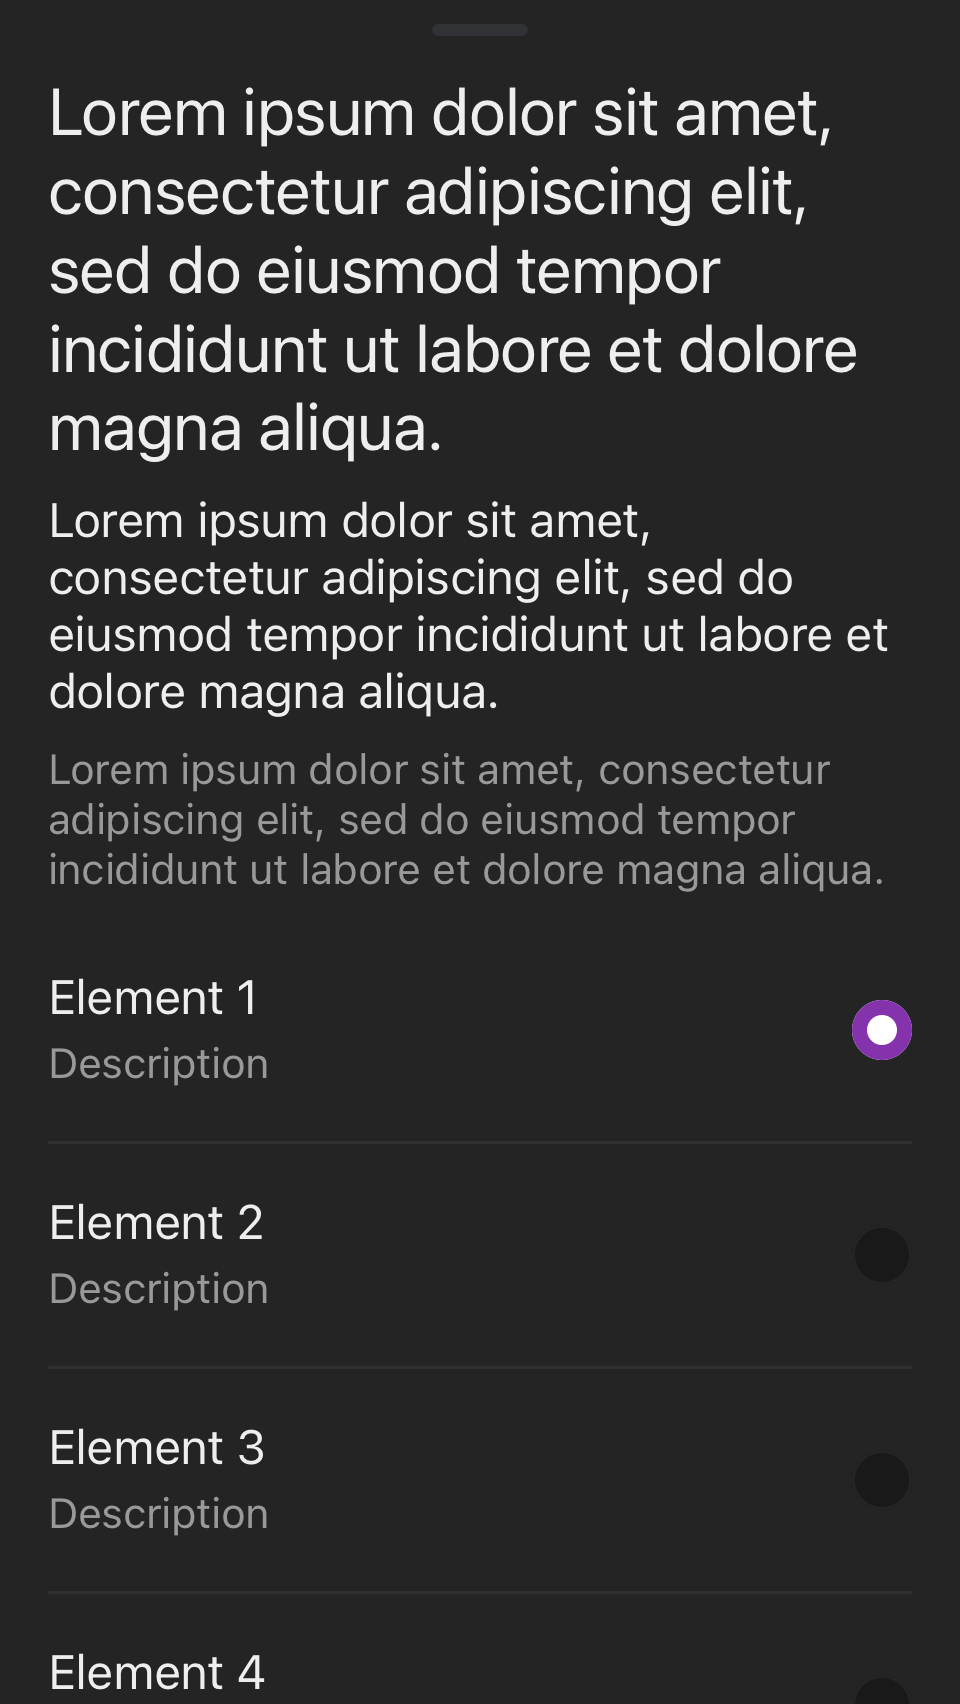 Lorem ipsum dolor sit amet,
consectetur adipiscing elit,
sed do eiusmod tempor
incididunt ut labore et dolore
magna aliqua.
Lorem ipsum dolor sit amet,
consectetur adipiscing elit, sed do
eiusmod tempor incididunt ut labore et
dolore magna aliqua.
Lorem ipsum dolor sit amet, consectetur
adipiscing elit, sed do eiusmod tempor
incididunt ut labore et dolore magna aliqua.
Element 1
Description
Element 2
Description
Element 3
Description
Element 4